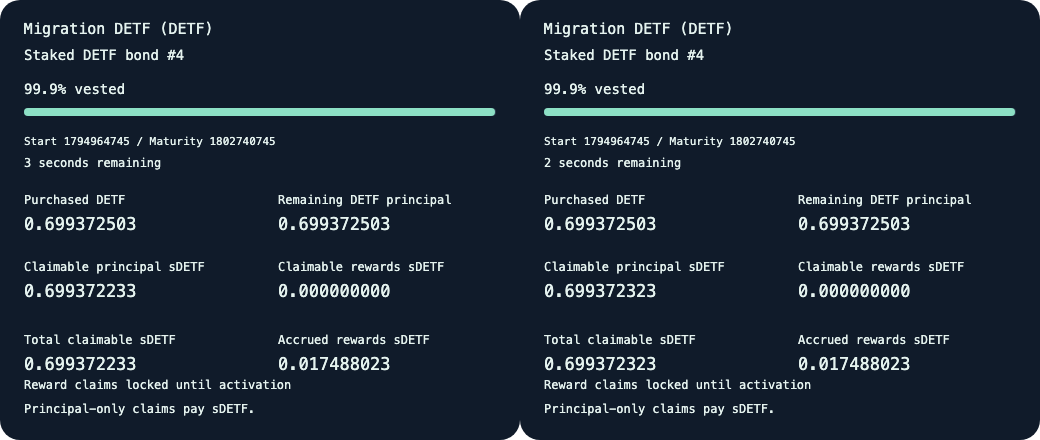 Migration DETF (DETF)
Staked DETF bond #4
99.9% vested
Start 1794964745 / Maturity 1802740745
3 seconds remaining
Purchased DETF Remaining DETF principal
0.699372503 0.699372503
Claimable principal sDETF Claimable rewards sDETF
0.699372233 0.000000000
Total claimable sDETF Accrued rewards sDETF
0.699372233 0.017488023
Reward claims locked until activation
Principal-only claims pay sDETF.
Migration DETF (DETF)
Staked DETF bond #4
99.9% vested
Start 1794964745 / Maturity 1802740745
2 seconds remaining
Purchased DETF Remaining DETF principal
0.699372503 0.699372503
Claimable principal sDETF Claimable rewards sDETF
0.699372323 0.000000000
Total claimable sDETF Accrued rewards sDETF
0.699372323 0.017488023
Reward claims locked until activation
Principal-only claims pay sDETF.